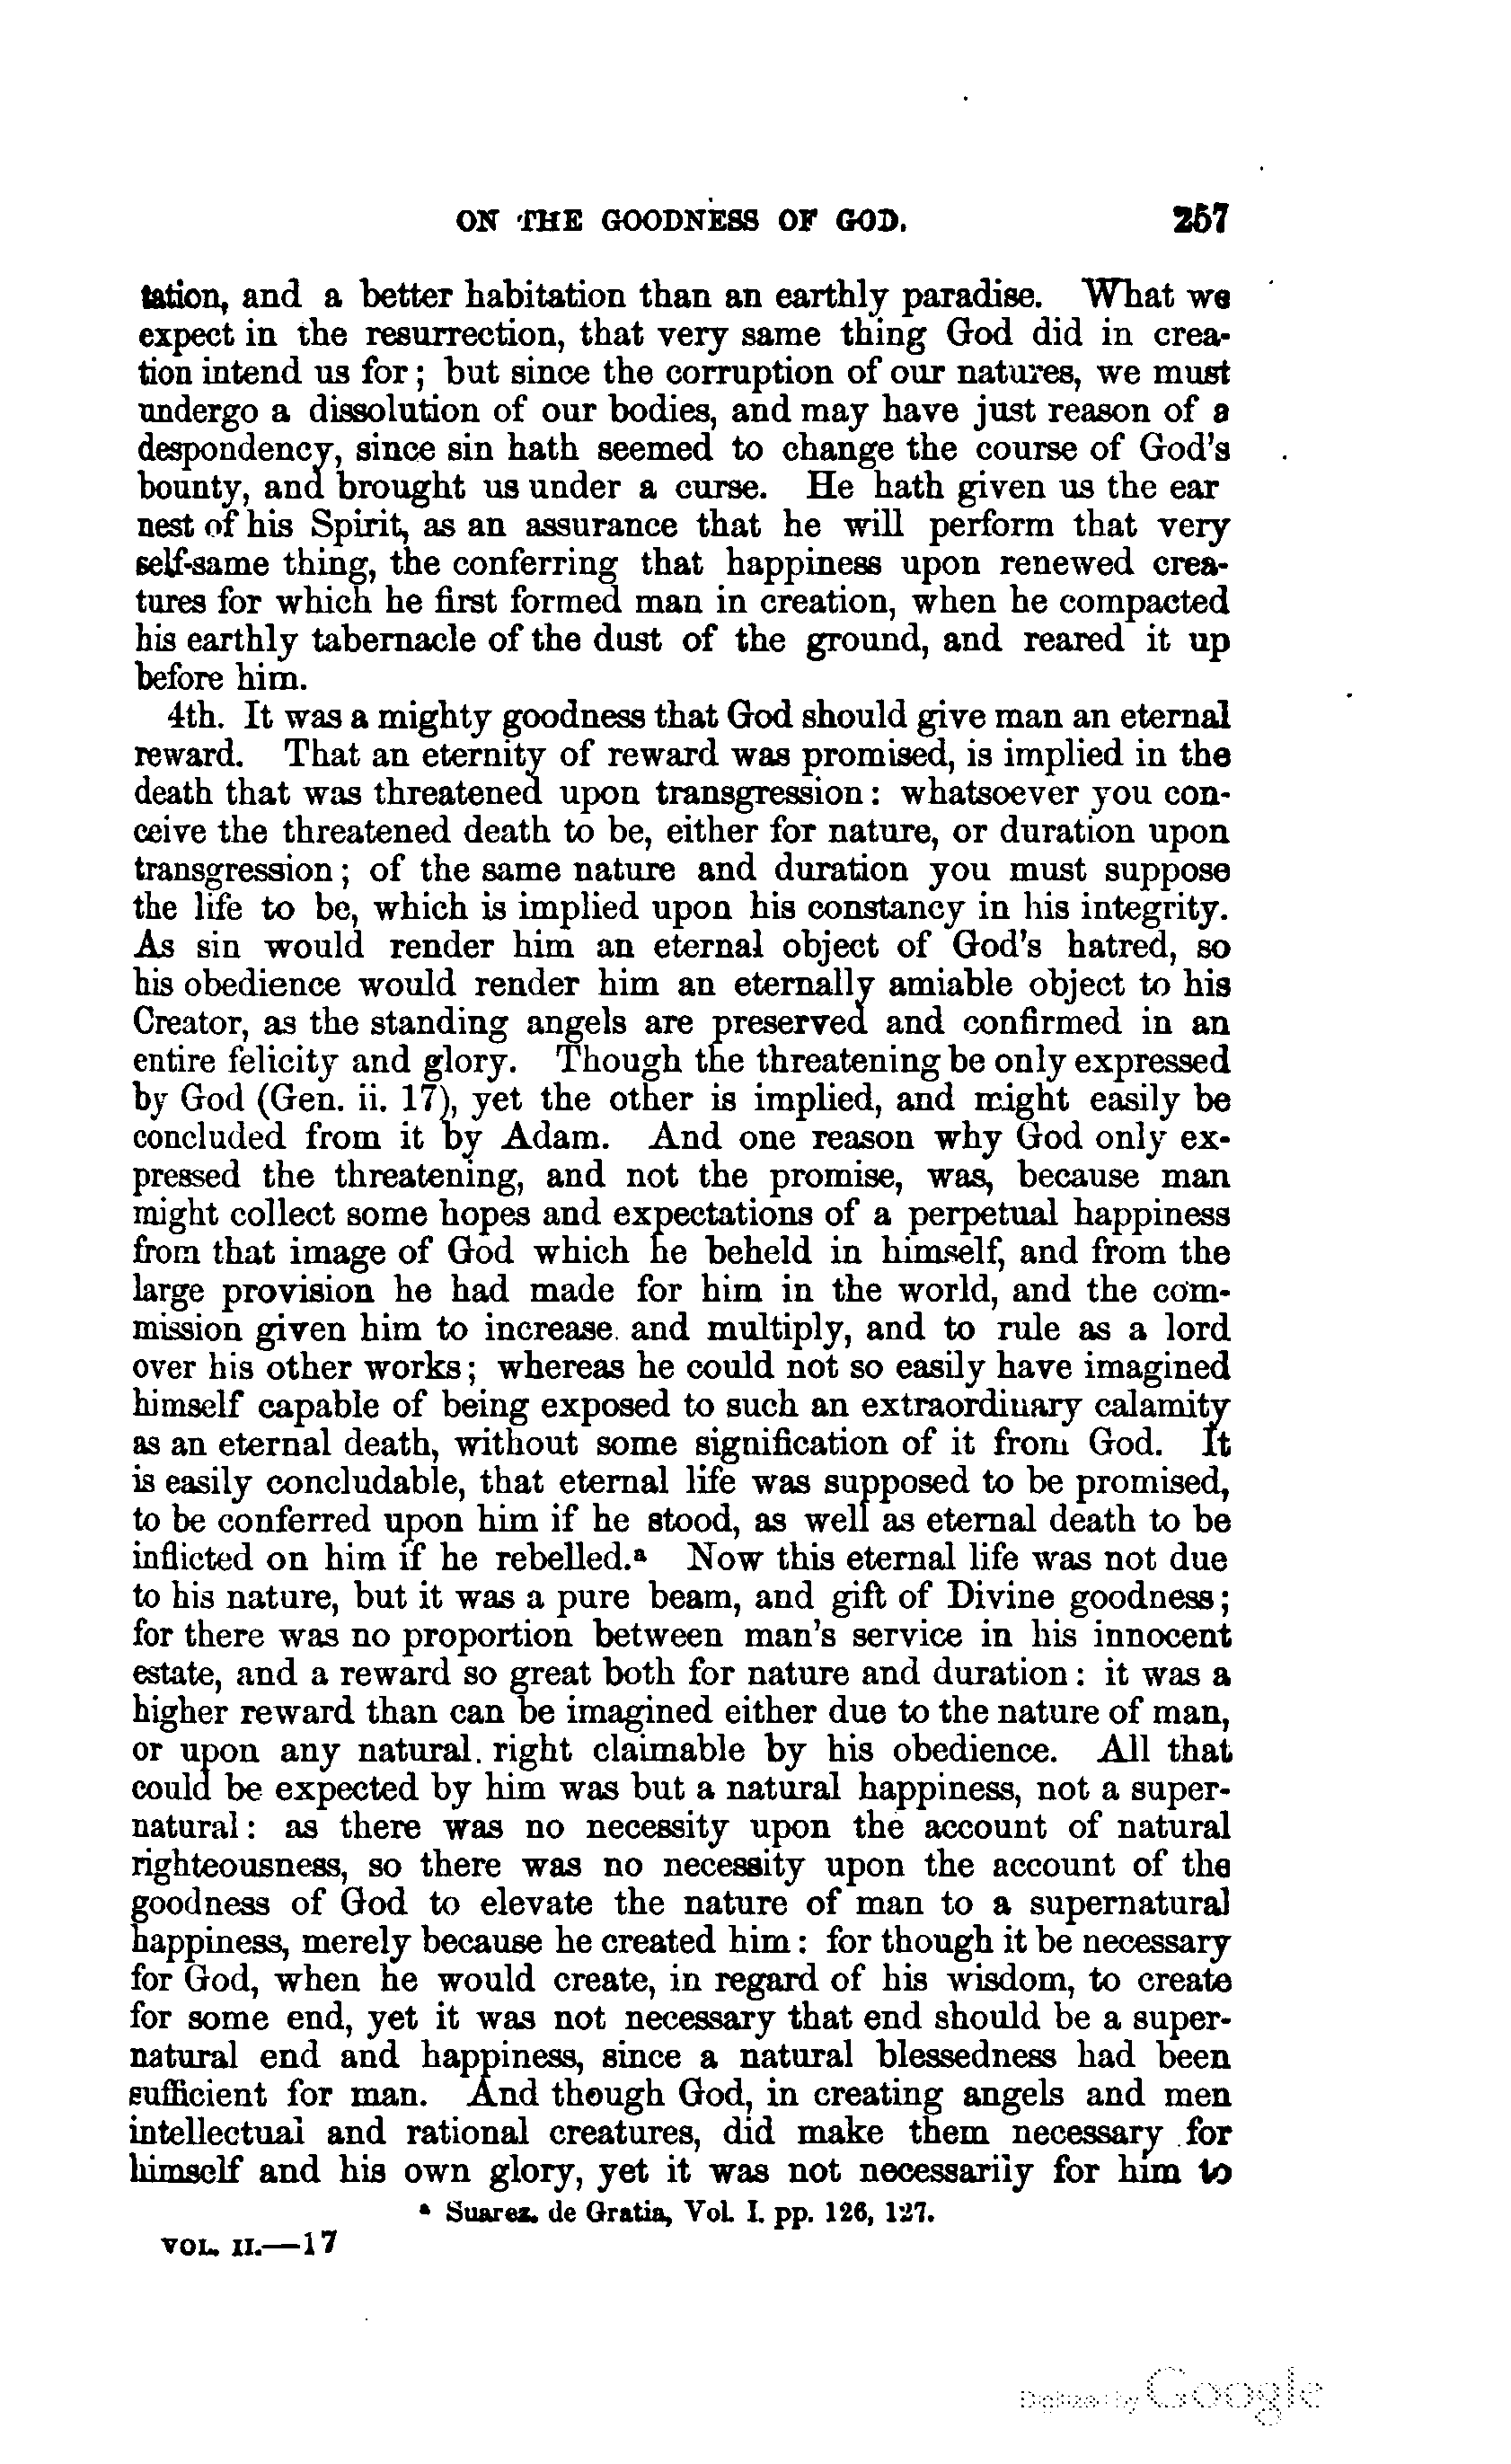 ON THE GOODNESS OF GOD. 257
tation, and a better habitation than an earthly paradise. What we
expect in the resurrection, that very same thing God did in crea-
tion intend us for; but since the corruption of our natures, we must
undergo a dissolution of our bodies, and may have just reason of a
despondency, since sin hath seemed to change the course of God's
bounty, and brought us under a curse. He hath given us the ear
nest of his Spirit, as an assurance that he will perform that very
self-same thing, the conferring that happiness upon renewed crea-
tures for which he first formed man in creation, when he compacted
his earthly tabernacle of the dust of the ground, and reared it up
before him.
4th. It was a mighty goodness that God should give man an eternal
reward. That an eternity of reward was promised, is implied in the
death that was threatened upon transgression: whatsoever you con-
ceive the threatened death to be, either for nature, or duration upon
transgression; of the same nature and duration you must suppose
the life to be, which is implied upon his constancy in his integrity.
As sin would render him an eternal object of God's hatred, so
his obedience would render him an eternally amiable object to his
Creator, as the standing angels are preserved and confirmed in an
entire felicity and glory. Though the threatening be only expressed
by God (Gen. ii. 17), yet the other is implied, and might easily be
concluded from it by Adam. And one reason why God only ex-
pressed the threatening, and not the promise, was, because man
might collect some hopes and expectations of a perpetual happiness
from that image of God which he beheld in himself, and from the
large provision he had made for him in the world, and the com-
mission given him to increase. and multiply, and to rule as a lord
over his other works; whereas he could not so easily have imagined
himself capable of being exposed to such an extraordinary calamity
as an eternal death, without some signification of it from God. It
is easily concludable, that eternal life was supposed to be promised,
to be conferred upon him if he stood, as well as eternal death to be
inflicted on him if he rebelled.a Now this eternal life was not due
to his nature, but it was a pure beam, and gift of Divine goodness;
for there was no proportion between man's service in his innocent
estate, and a reward so great both for nature and duration: it was a
higher reward than can be imagined either due to the nature of man,
or upon any natural. right claimable by his obedience. All that
could be expected by him was but a natural happiness, not a super-
natural: as there was no necessity upon the account of natural
righteousness, so there was no necessity upon the account of the
goodness of God to elevate the nature of man to a supernatural
happiness, merely because he created him: for though it be necessary
for God, when he would create, in regard of his wisdom, to create
for some end, yet it was not necessary that end should be a super-
natural end and happiness, since a natural blessedness had been
sufficient for man. And though God, in creating angels and men
intellectual and rational creatures, did make them necessary for
himself and his own glory, yet it was not necessarily for him to
a Suarez. de Gratia, Vol. I. pp. 126, 127.
VOL. II.—17
Digitized by Google